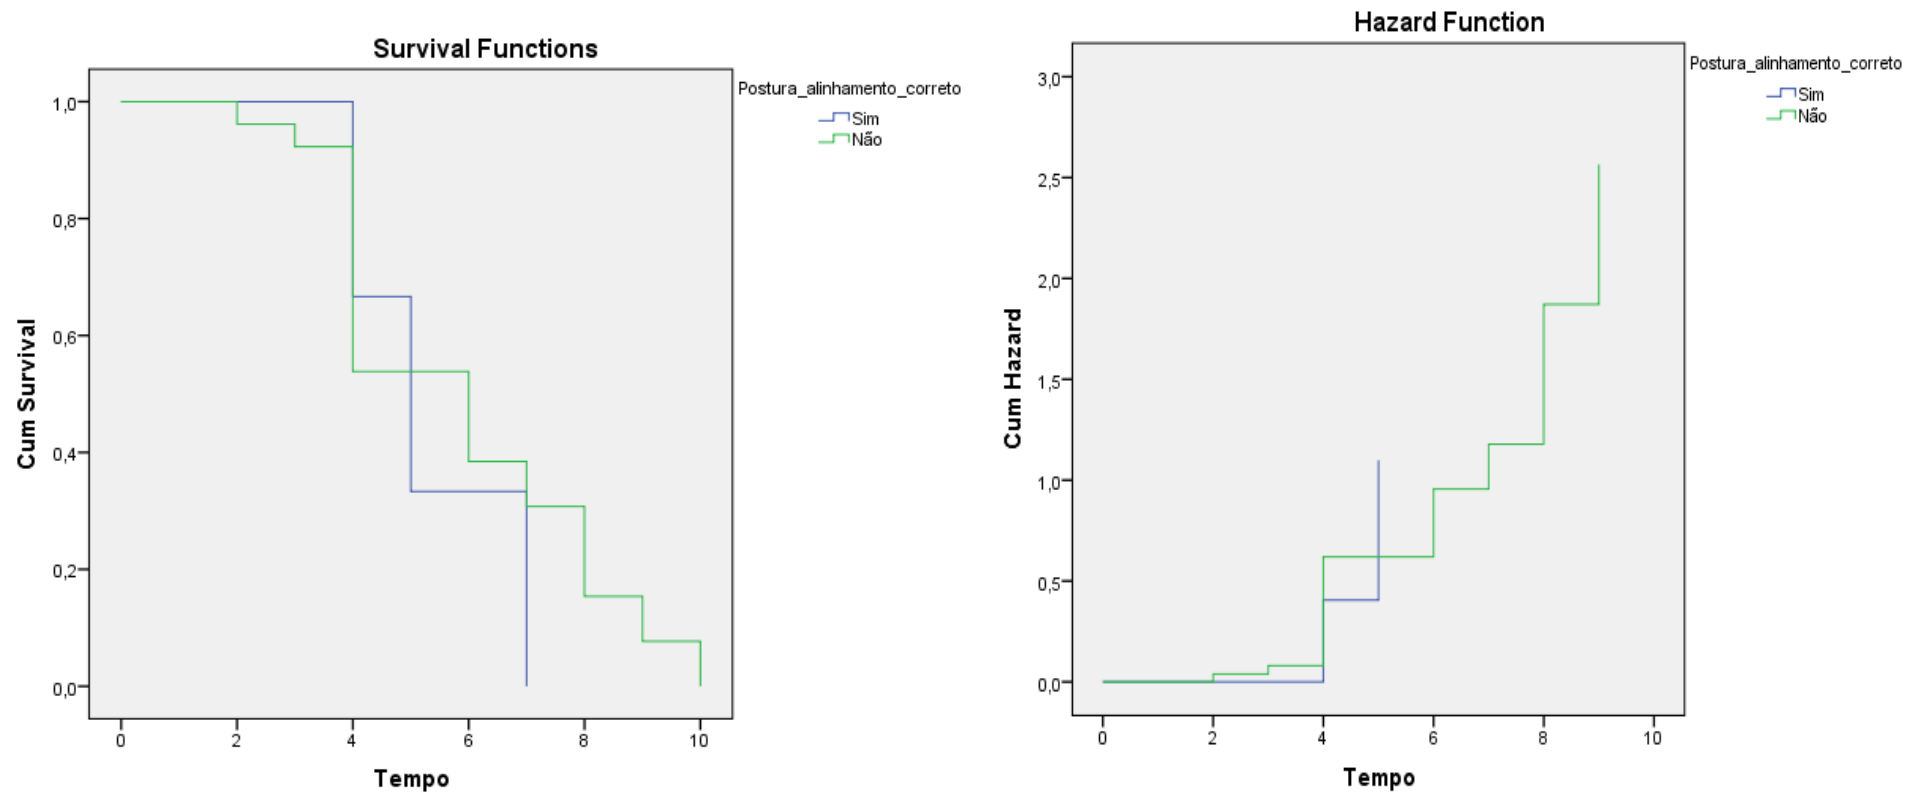 Survival Functions
Postura_alinhamento_correto
Sim
Não
1,0
0,8
0,6
0,4
0,2
0,0
Cum Survival
0 2 4 6 8 10
Tempo
Hazard Function
Postura_alinhamento_correto
Sim
Não
3,0
2,5
2,0
1,5
1,0
0,5
0,0
Cum Hazard
0 2 4 6 8 10
Tempo